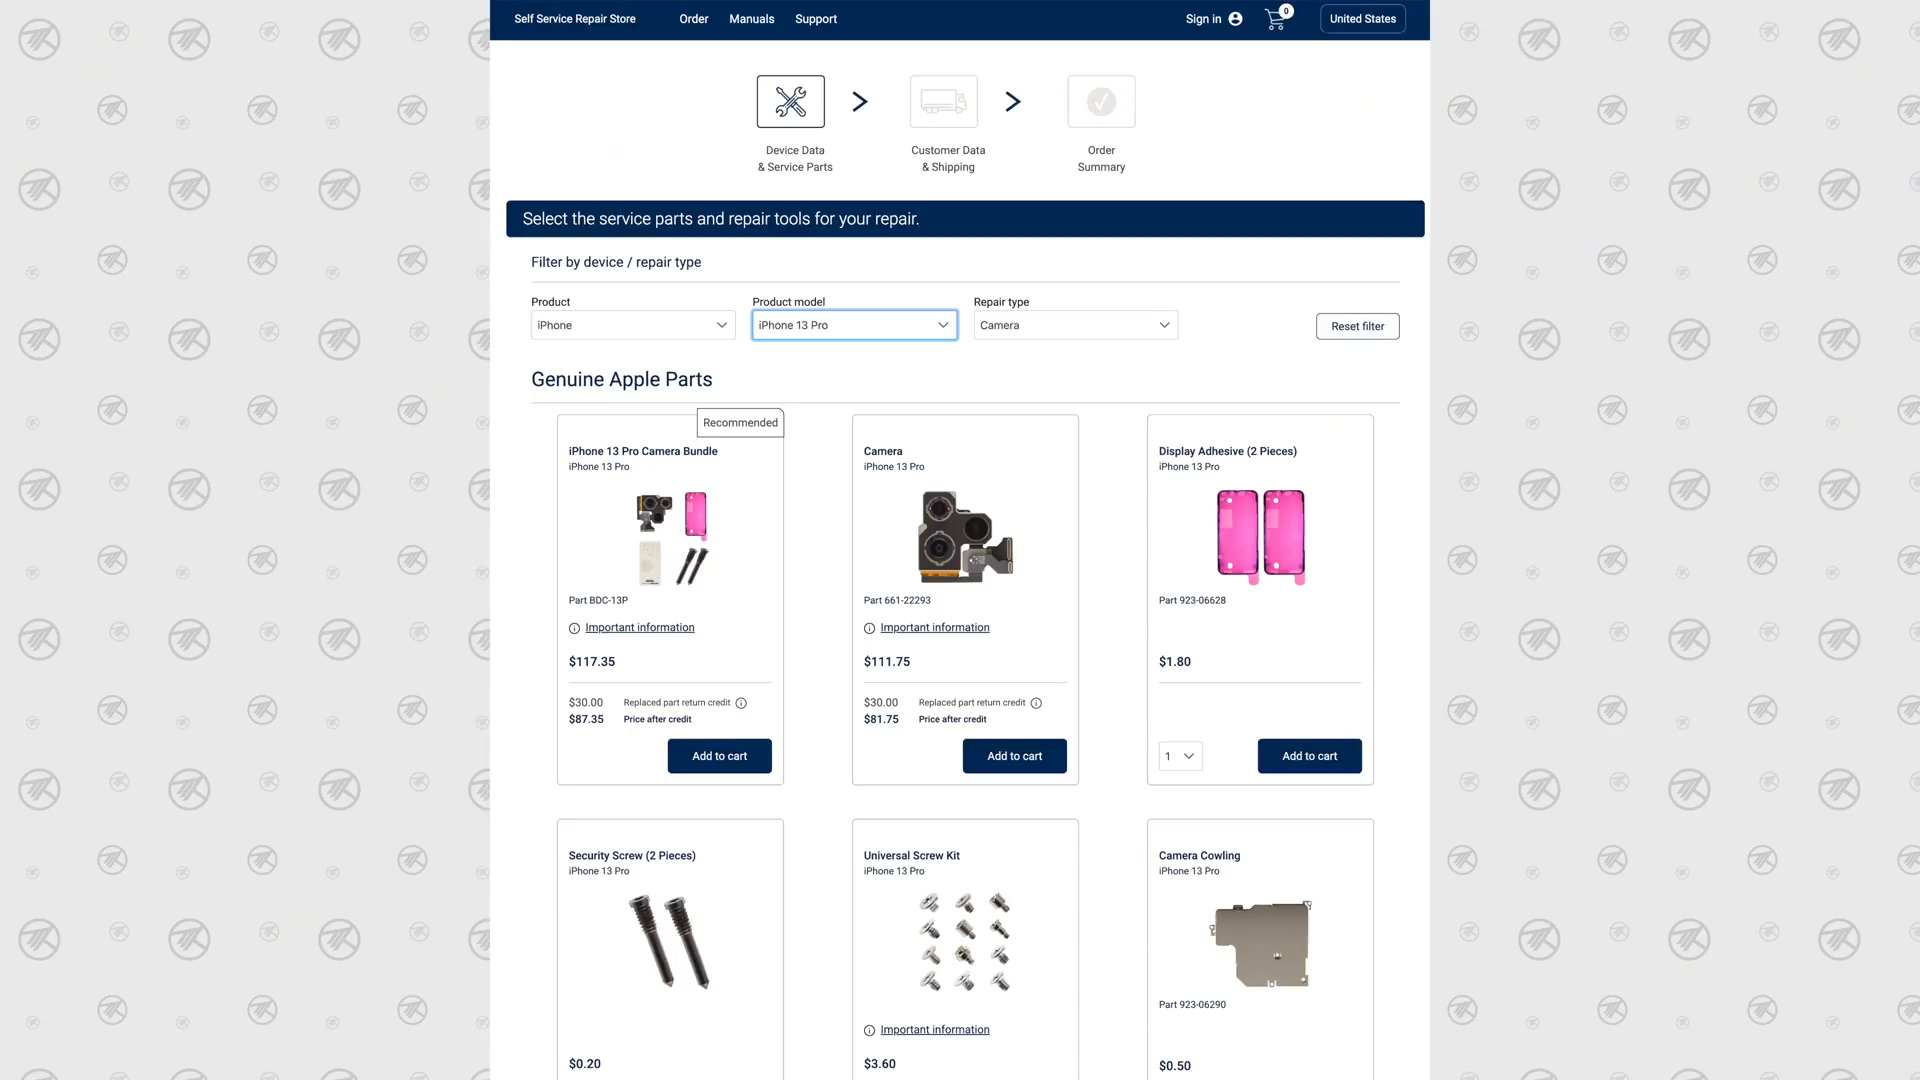 Self Service Repair Store
Order
Manuals
Support
Sign in
0
United States
Device Data
& Service Parts
Customer Data
& Shipping
Order
Summary
Select the service parts and repair tools for your repair.
Filter by device / repair type
Product
iPhone
Product model
iPhone 13 Pro
Repair type
Camera
Reset filter
Genuine Apple Parts
Recommended
iPhone 13 Pro Camera Bundle
iPhone 13 Pro
Part BDC-13P
Important information
$117.35
$30.00 Replaced part return credit
$87.35 Price after credit
Add to cart
Camera
iPhone 13 Pro
Part 661-22293
Important information
$111.75
$30.00 Replaced part return credit
$81.75 Price after credit
Add to cart
Display Adhesive (2 Pieces)
iPhone 13 Pro
Part 923-06628
$1.80
1
Add to cart
Security Screw (2 Pieces)
iPhone 13 Pro
$0.20
Universal Screw Kit
iPhone 13 Pro
Important information
$3.60
Camera Cowling
iPhone 13 Pro
Part 923-06290
$0.50